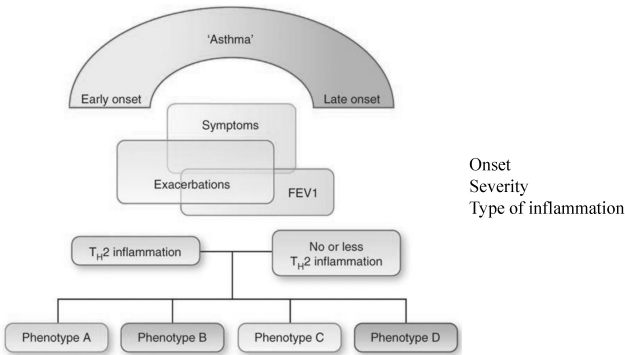 'Asthma'
Early onset
Late onset
Symptoms
Exacerbations
FEV1
Onset
Severity
Type of inflammation
TH2 inflammation
No or less
TH2 inflammation
Phenotype A
Phenotype B
Phenotype C
Phenotype D